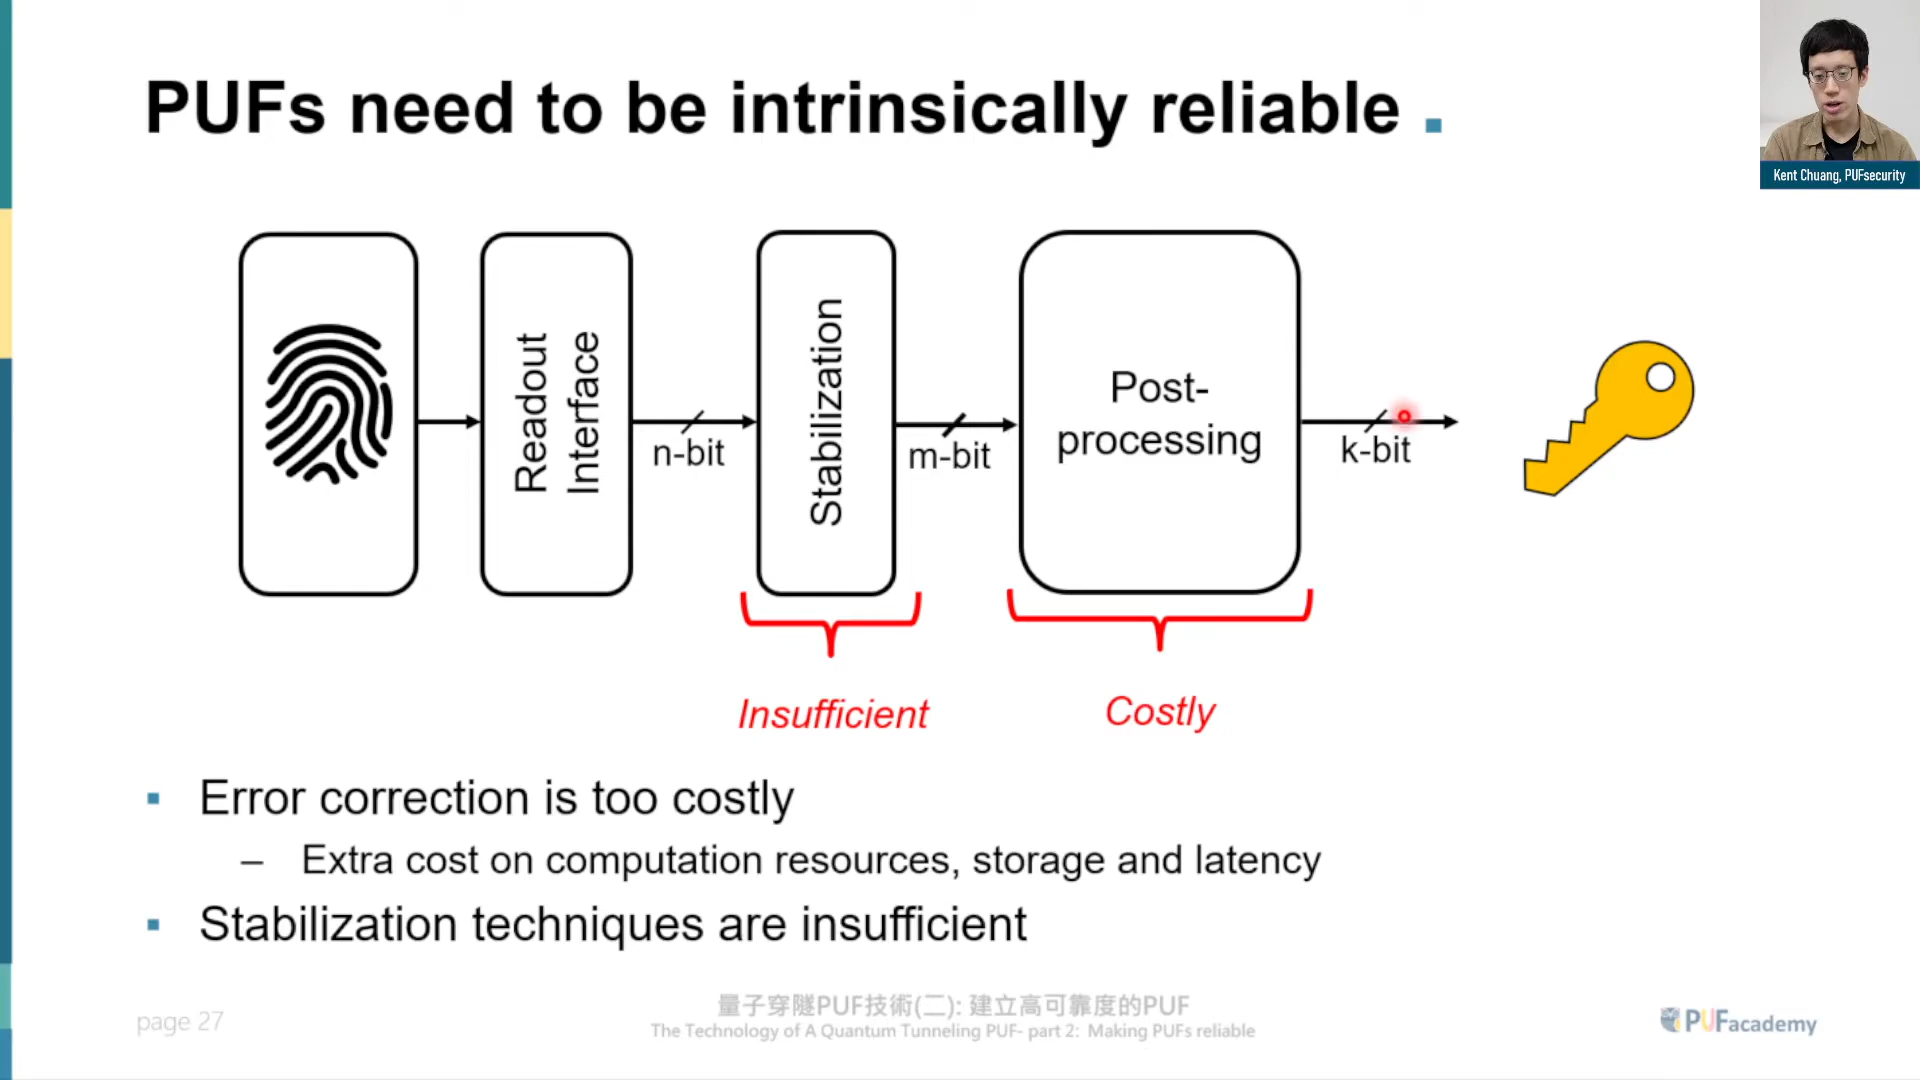 PUFs need to be intrinsically reliable .
Kent Chuang, PUFsecurity
Readout
Interface
n-bit
Stabilization
m-bit
Post-
processing
k-bit
Insufficient
Costly
▪ Error correction is too costly
– Extra cost on computation resources, storage and latency
▪ Stabilization techniques are insufficient
page 27
量子穿隧PUF技術(二): 建立高可靠度的PUF
The Technology of A Quantum Tunneling PUF- part 2: Making PUFs reliable
PUFacademy